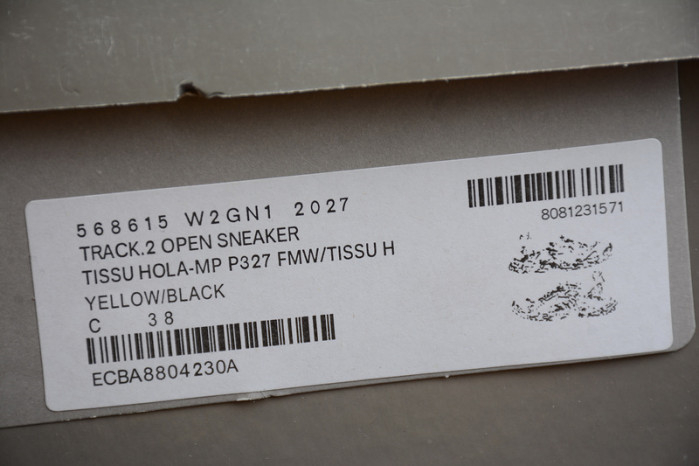 568615 W2GN1 2027
TRACK.2 OPEN SNEAKER
TISSU HOLA-MP P327 FMW/TISSU H
YELLOW/BLACK
C 38
ECBA8804230A
8081231571